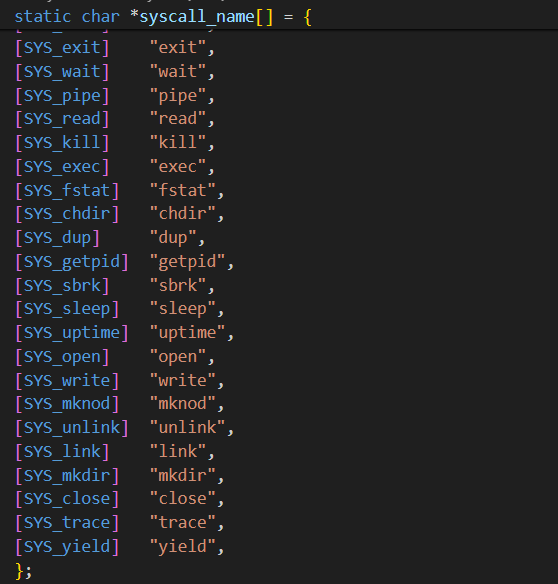 static char *syscall_name[] = {
[SYS_exit]    "exit",
[SYS_wait]    "wait",
[SYS_pipe]    "pipe",
[SYS_read]    "read",
[SYS_kill]    "kill",
[SYS_exec]    "exec",
[SYS_fstat]   "fstat",
[SYS_chdir]   "chdir",
[SYS_dup]     "dup",
[SYS_getpid]  "getpid",
[SYS_sbrk]    "sbrk",
[SYS_sleep]   "sleep",
[SYS_uptime]  "uptime",
[SYS_open]    "open",
[SYS_write]   "write",
[SYS_mknod]   "mknod",
[SYS_unlink]  "unlink",
[SYS_link]    "link",
[SYS_mkdir]   "mkdir",
[SYS_close]   "close",
[SYS_trace]   "trace",
[SYS_yield]   "yield",
};